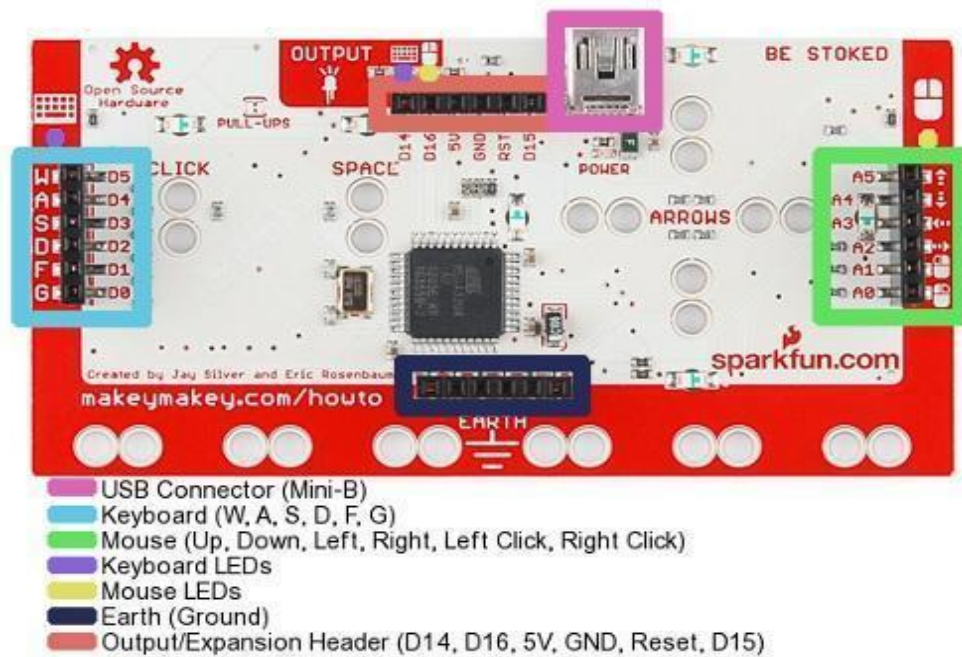 OUTPUT
BE STOKED
Open Source
Hardware
PULL-UPS
D14
D16
5V
GND
RST
D15
POWER
CLICK
SPACE
ARROWS
W D5
A D4
S D3
D D2
F D1
G D0
A5
A4
A3
A2
A1
A0
sparkfun.com
Created by Jay Silver and Eric Rosenbaum
makeymakey.com/howto
EARTH
USB Connector (Mini-B)
Keyboard (W, A, S, D, F, G)
Mouse (Up, Down, Left, Right, Left Click, Right Click)
Keyboard LEDs
Mouse LEDs
Earth (Ground)
Output/Expansion Header (D14, D16, 5V, GND, Reset, D15)